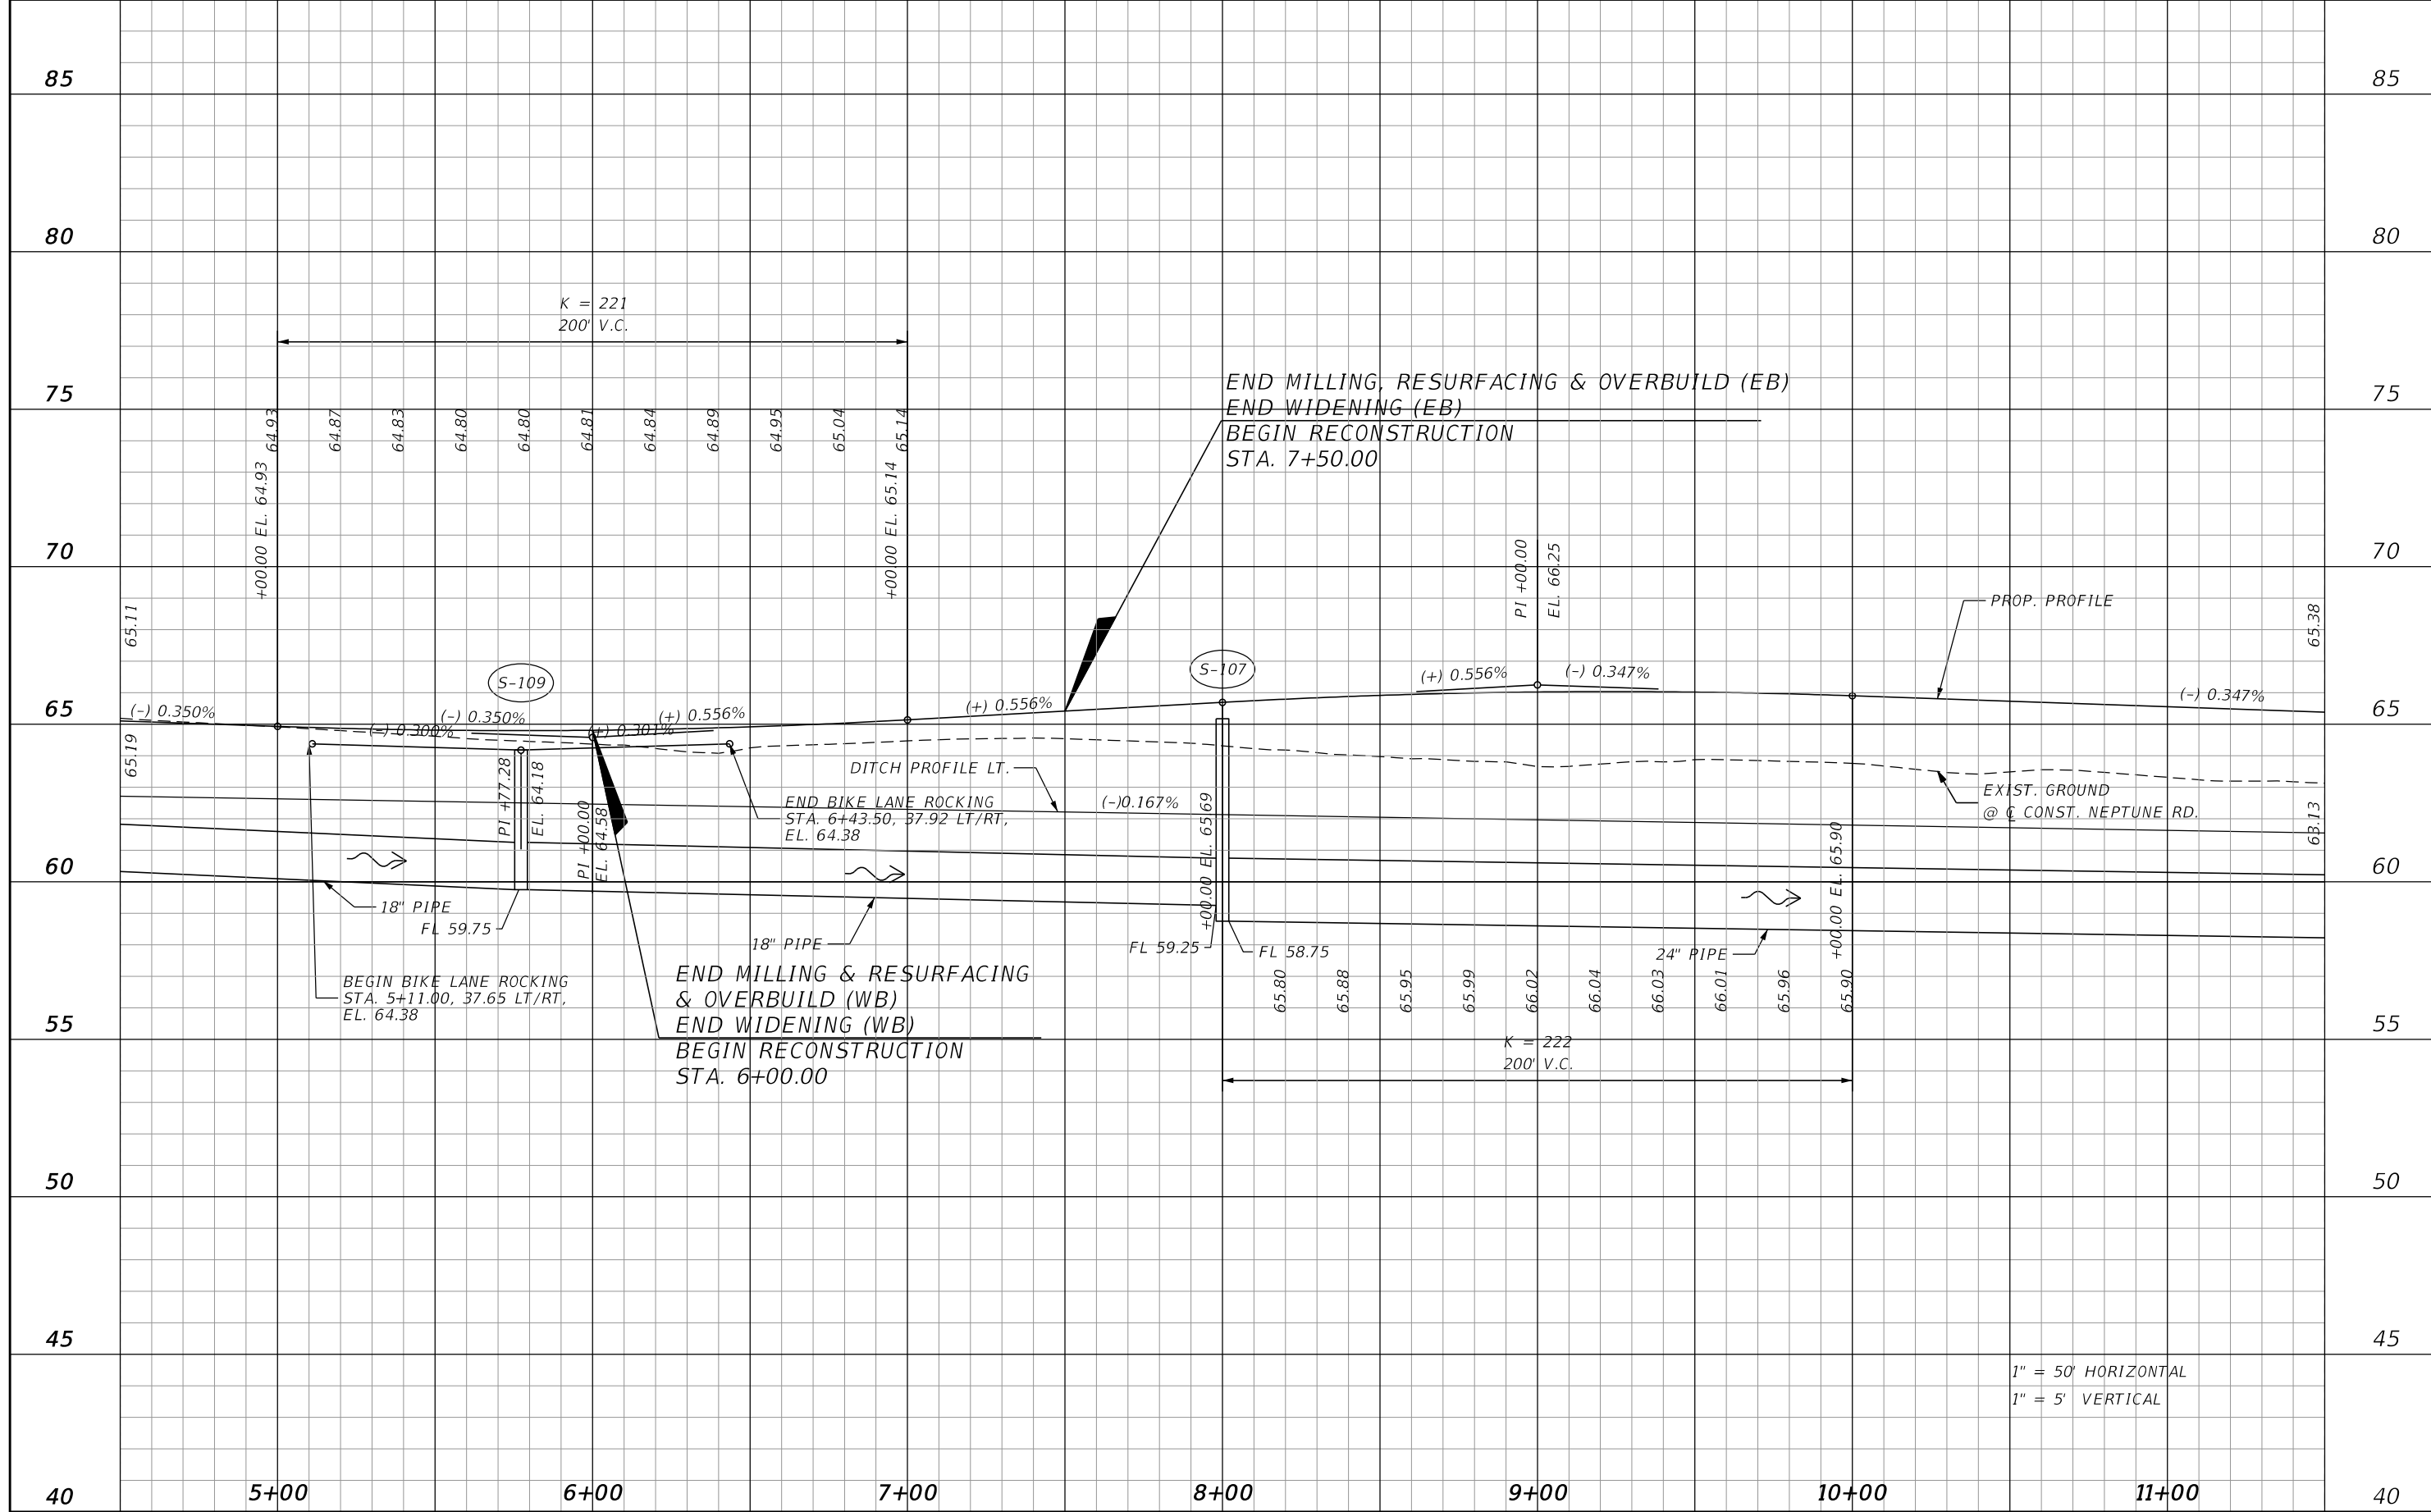 85
85
80
80
K = 221
200' V.C.
END MILLING, RESURFACING & OVERBUILD (EB)
75
75
END WIDENING (EB)
64.93
64.87
64.83
64.80
64.80
64.81
64.84
64.89
64.95
65.04
65.14
BEGIN RECONSTRUCTION
STA. 7+50.00
+00.00 EL. 64.93
+00.00 EL. 65.14
70
70
PI +00.00
EL. 66.25
PROP. PROFILE
65.11
65.38
S-109
S-107
(+) 0.556%
(-) 0.347%
(-) 0.347%
65
65
(-) 0.350%
(-) 0.350%
(+) 0.556%
(+) 0.556%
(-) 0.300%
(+) 0.301%
65.19
PI +77.28
EL. 64.18
DITCH PROFILE LT.
END BIKE LANE ROCKING
STA. 6+43.50, 37.92 LT/RT,
EL. 64.38
(-)0.167%
EXIST. GROUND
@ ℄ CONST. NEPTUNE RD.
63.13
PI +00.00
EL. 64.58
+00.00 EL. 65.69
+00.00 EL. 65.90
60
60
18" PIPE
FL 59.75
18" PIPE
FL 59.25
FL 58.75
24" PIPE
BEGIN BIKE LANE ROCKING
STA. 5+11.00, 37.65 LT/RT,
EL. 64.38
END MILLING & RESURFACING
& OVERBUILD (WB)
END WIDENING (WB)
BEGIN RECONSTRUCTION
STA. 6+00.00
65.80
65.88
65.95
65.99
66.02
66.04
66.03
66.01
65.96
65.90
55
55
K = 222
200' V.C.
50
50
45
45
1" = 50' HORIZONTAL
1" = 5' VERTICAL
40
5+00
6+00
7+00
8+00
9+00
10+00
11+00
40